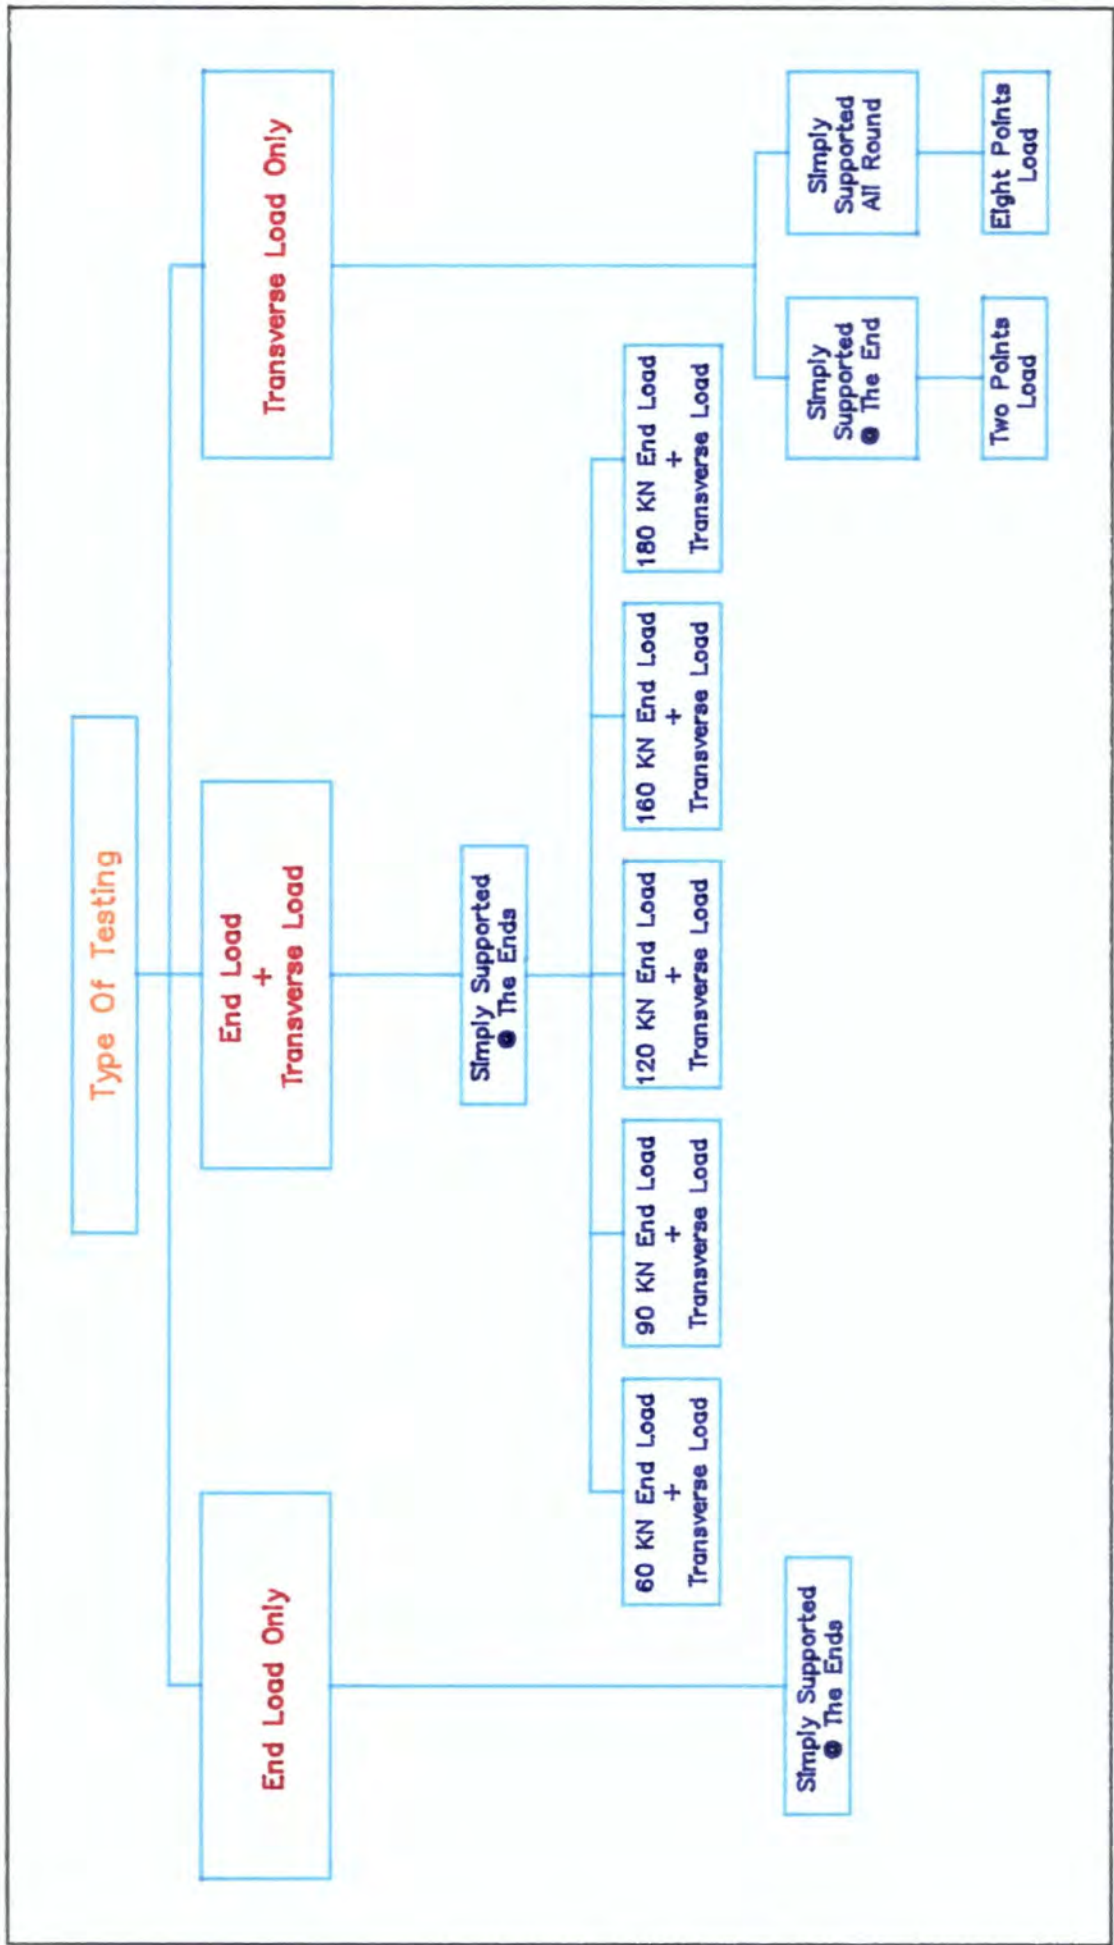 Type Of Testing
End Load Only
End Load
+
Transverse Load
Transverse Load Only
Simply Supported
@ The Ends
60 KN End Load
+
Transverse Load
90 KN End Load
+
Transverse Load
120 KN End Load
+
Transverse Load
160 KN End Load
+
Transverse Load
180 KN End Load
+
Transverse Load
Simply Supported
@ The Ends
Simply
Supported
@ The End
Simply
Supported
All Round
Two Points
Load
Eight Points
Load